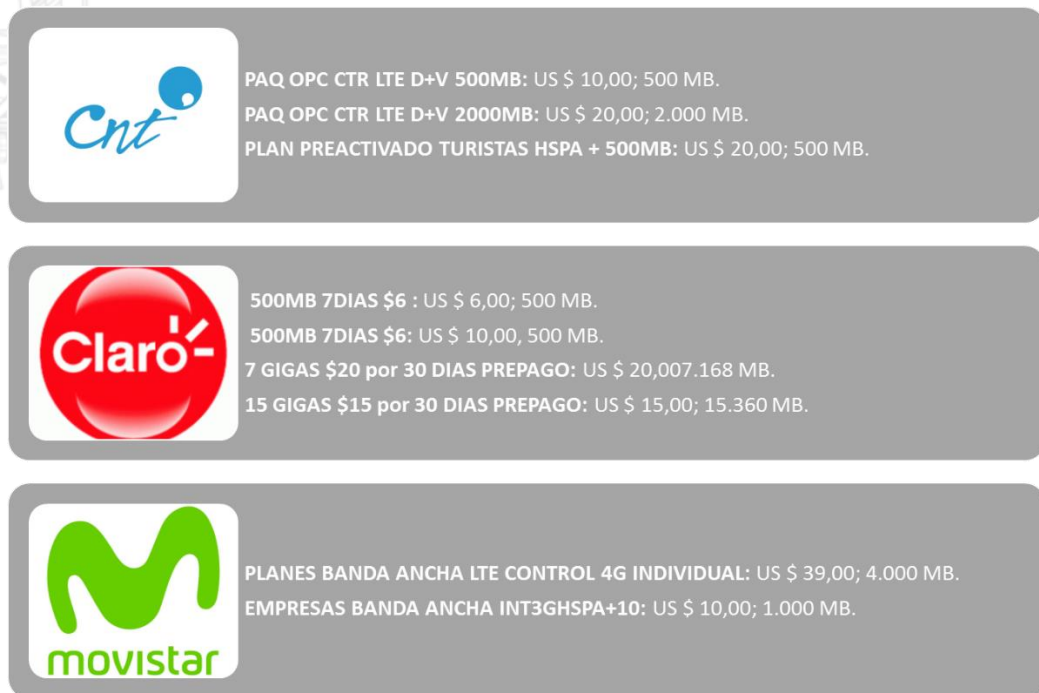 Cnt
PAQ OPC CTR LTE D+V 500MB: US $ 10,00; 500 MB.
PAQ OPC CTR LTE D+V 2000MB: US $ 20,00; 2.000 MB.
PLAN PREACTIVADO TURISTAS HSPA + 500MB: US $ 20,00; 500 MB.
Claro
500MB 7DIAS $6 : US $ 6,00; 500 MB.
500MB 7DIAS $6: US $ 10,00, 500 MB.
7 GIGAS $20 por 30 DIAS PREPAGO: US $ 20,007.168 MB.
15 GIGAS $15 por 30 DIAS PREPAGO: US $ 15,00; 15.360 MB.
movistar
PLANES BANDA ANCHA LTE CONTROL 4G INDIVIDUAL: US $ 39,00; 4.000 MB.
EMPRESAS BANDA ANCHA INT3GHSPA+10: US $ 10,00; 1.000 MB.